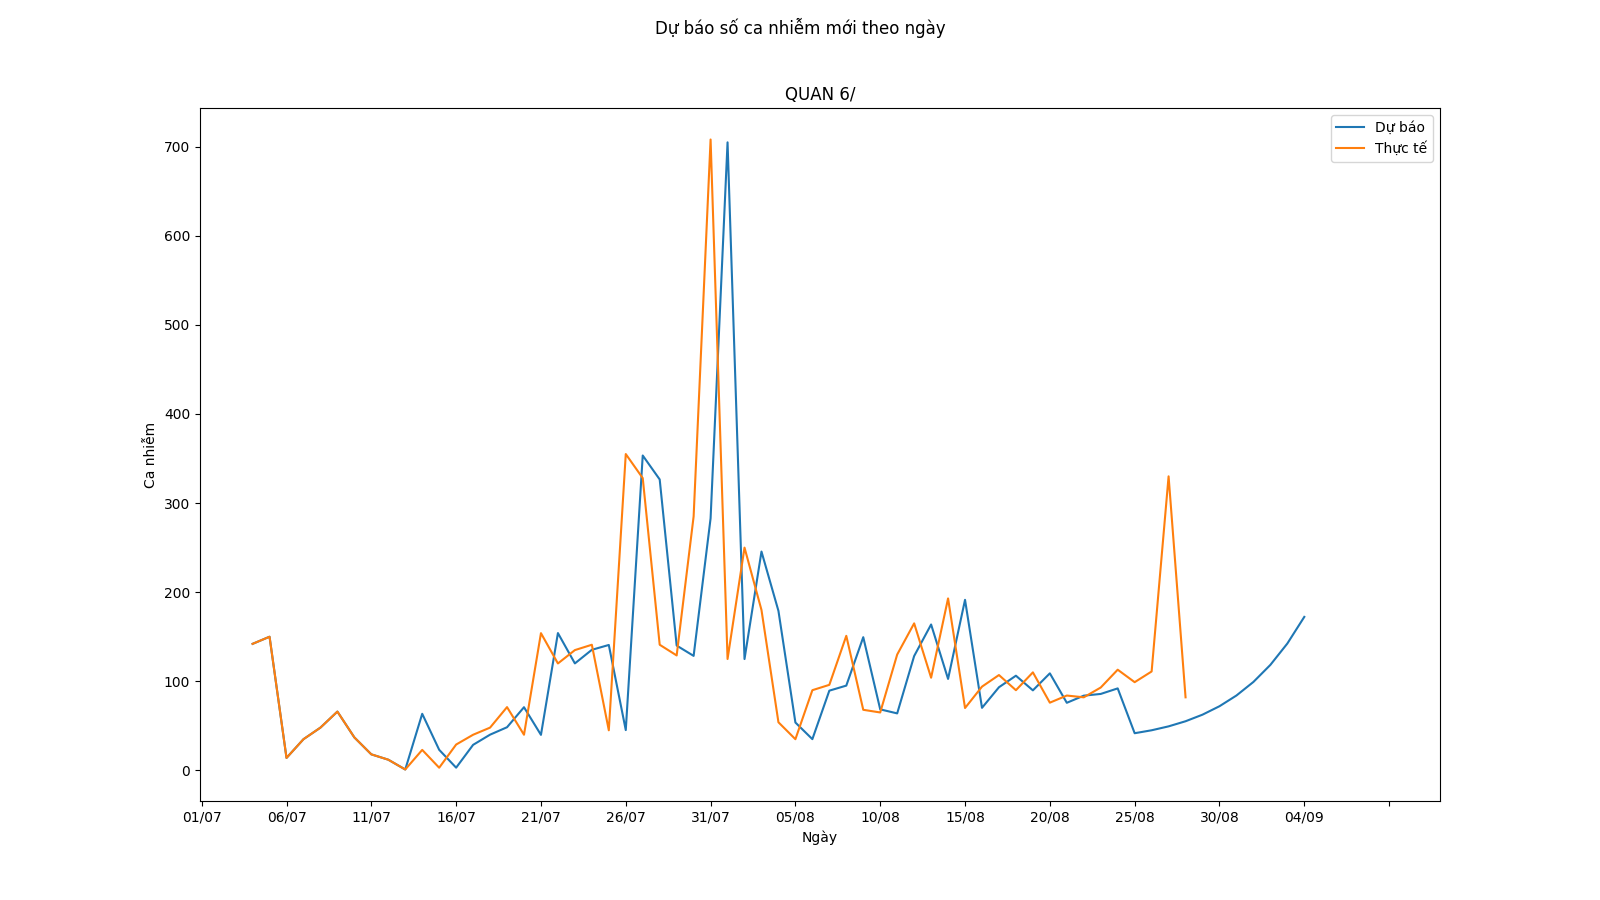 Dự báo số ca nhiễm mới theo ngày
QUAN 6/
Dự báo
Thực tế
700
600
500
400
300
200
100
0
Ca nhiễm
01/07 06/07 11/07 16/07 21/07 26/07 31/07 05/08 10/08 15/08 20/08 25/08 30/08 04/09
Ngày